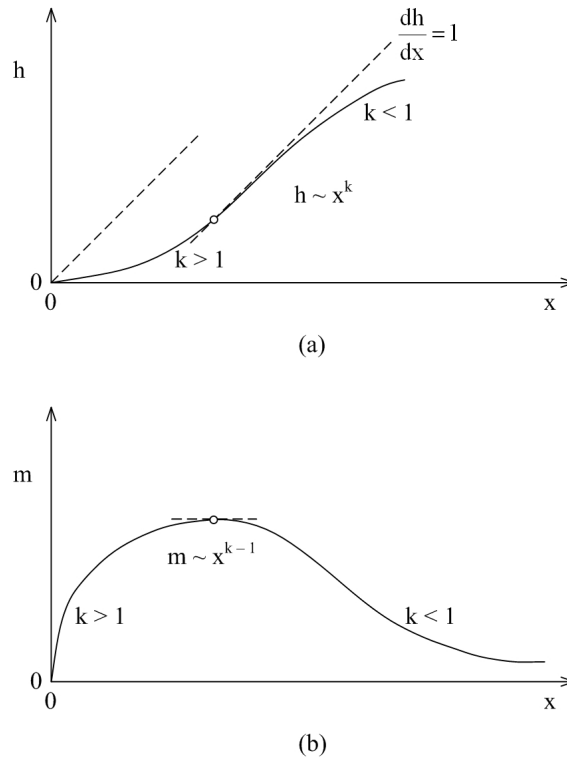 h
dh
dx
= 1
k < 1
h ~ x^k
k > 1
0
0
x
(a)
m
m ~ x^{k – 1}
k > 1
k < 1
0
0
x
(b)